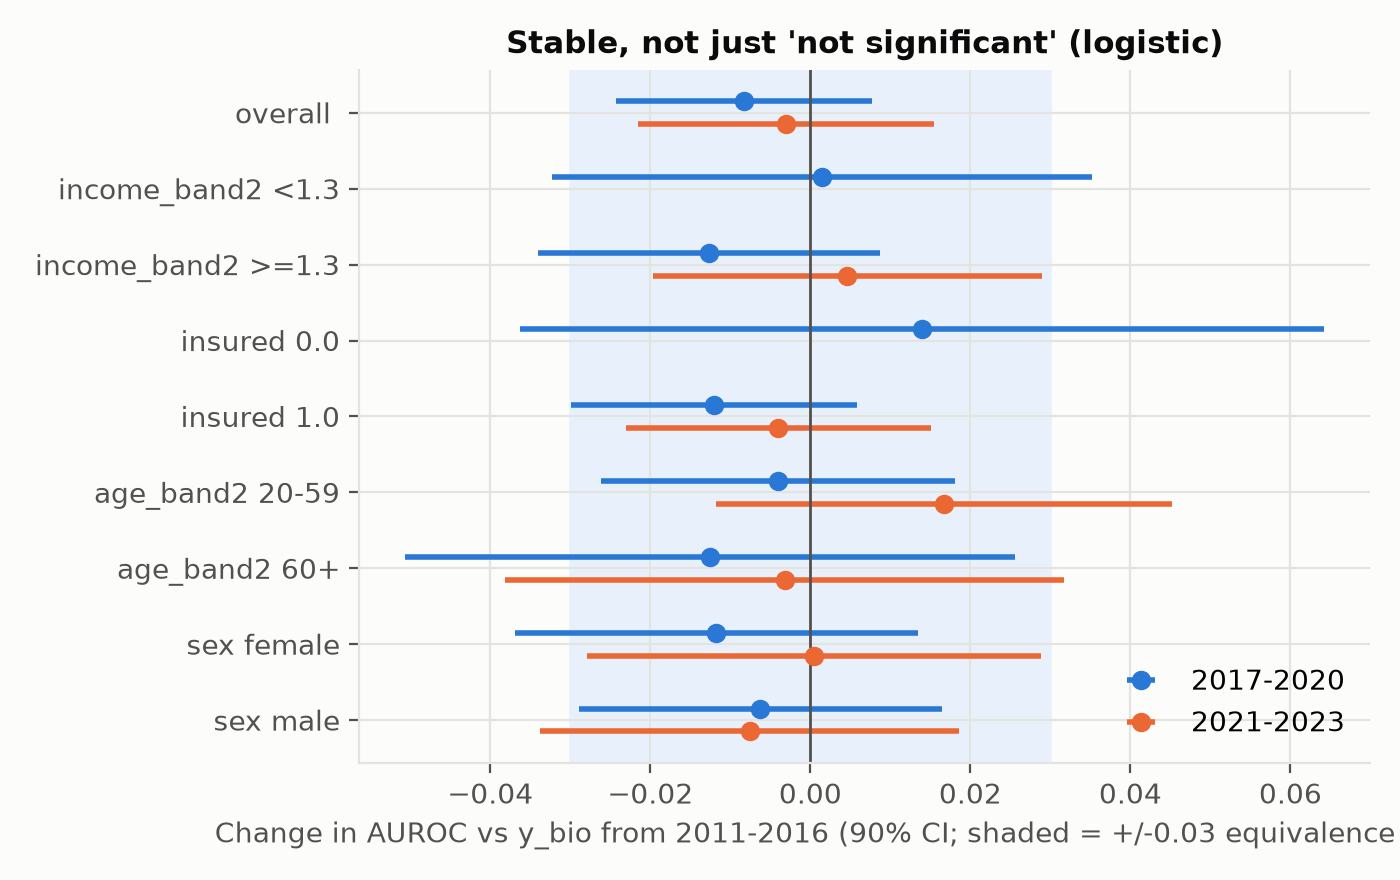 Stable, not just 'not significant' (logistic)
overall
income_band2 <1.3
income_band2 >=1.3
insured 0.0
insured 1.0
age_band2 20-59
age_band2 60+
sex female
sex male
2017-2020
2021-2023
−0.04 −0.02 0.00 0.02 0.04 0.06
Change in AUROC vs y_bio from 2011-2016 (90% CI; shaded = +/-0.03 equivalence